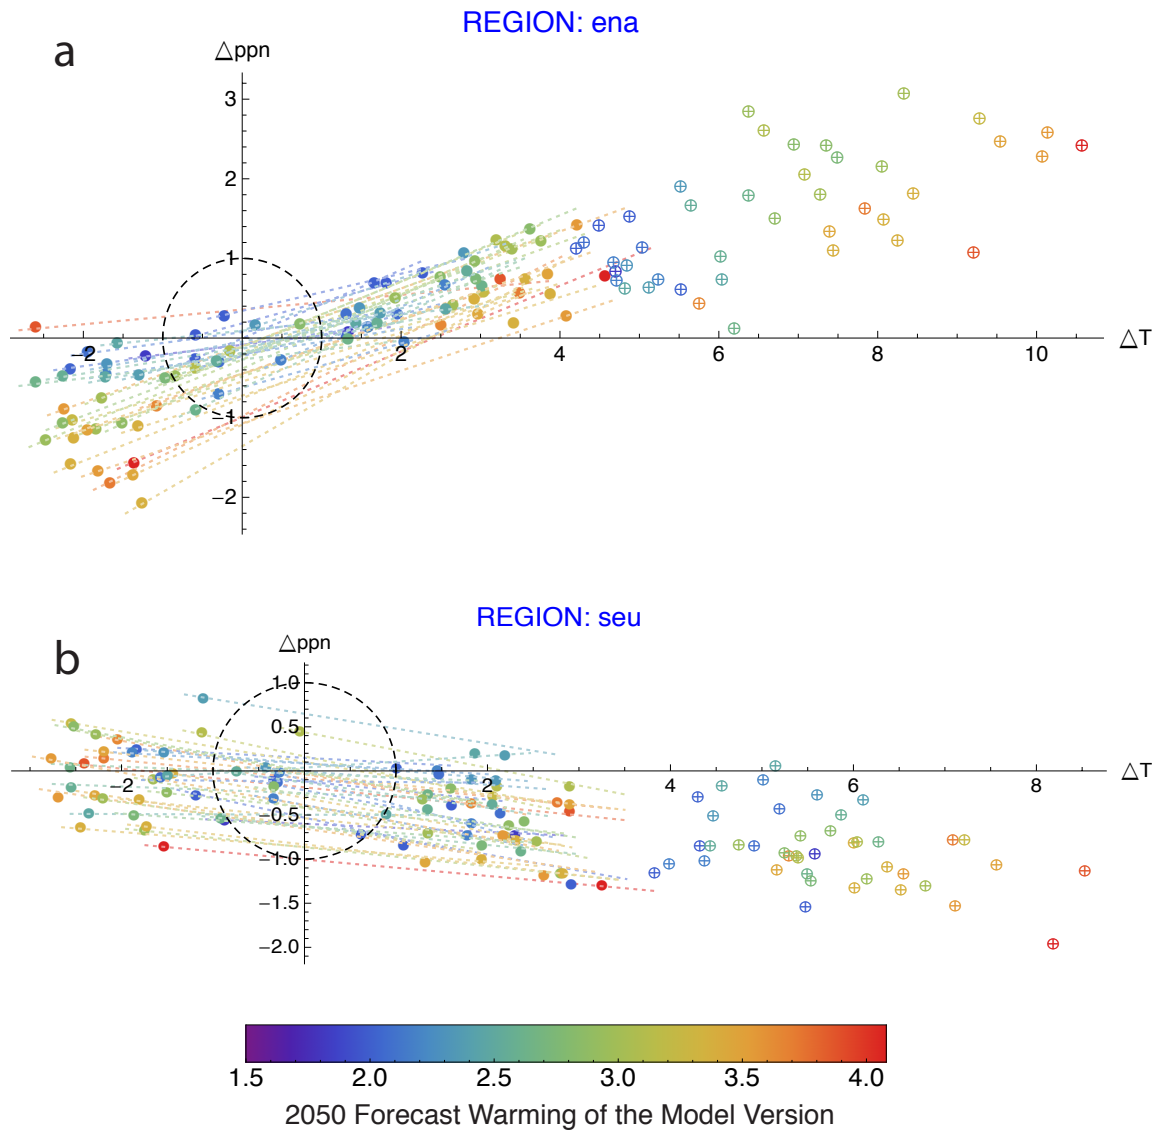 REGION: ena
a
△ppn
3
2
1
−2 2 4 6 8 10 △T
−1
−2
REGION: seu
b
△ppn
1.0
0.5
−2 2 4 6 8 △T
−0.5
−1.0
−1.5
−2.0
1.5 2.0 2.5 3.0 3.5 4.0
2050 Forecast Warming of the Model Version